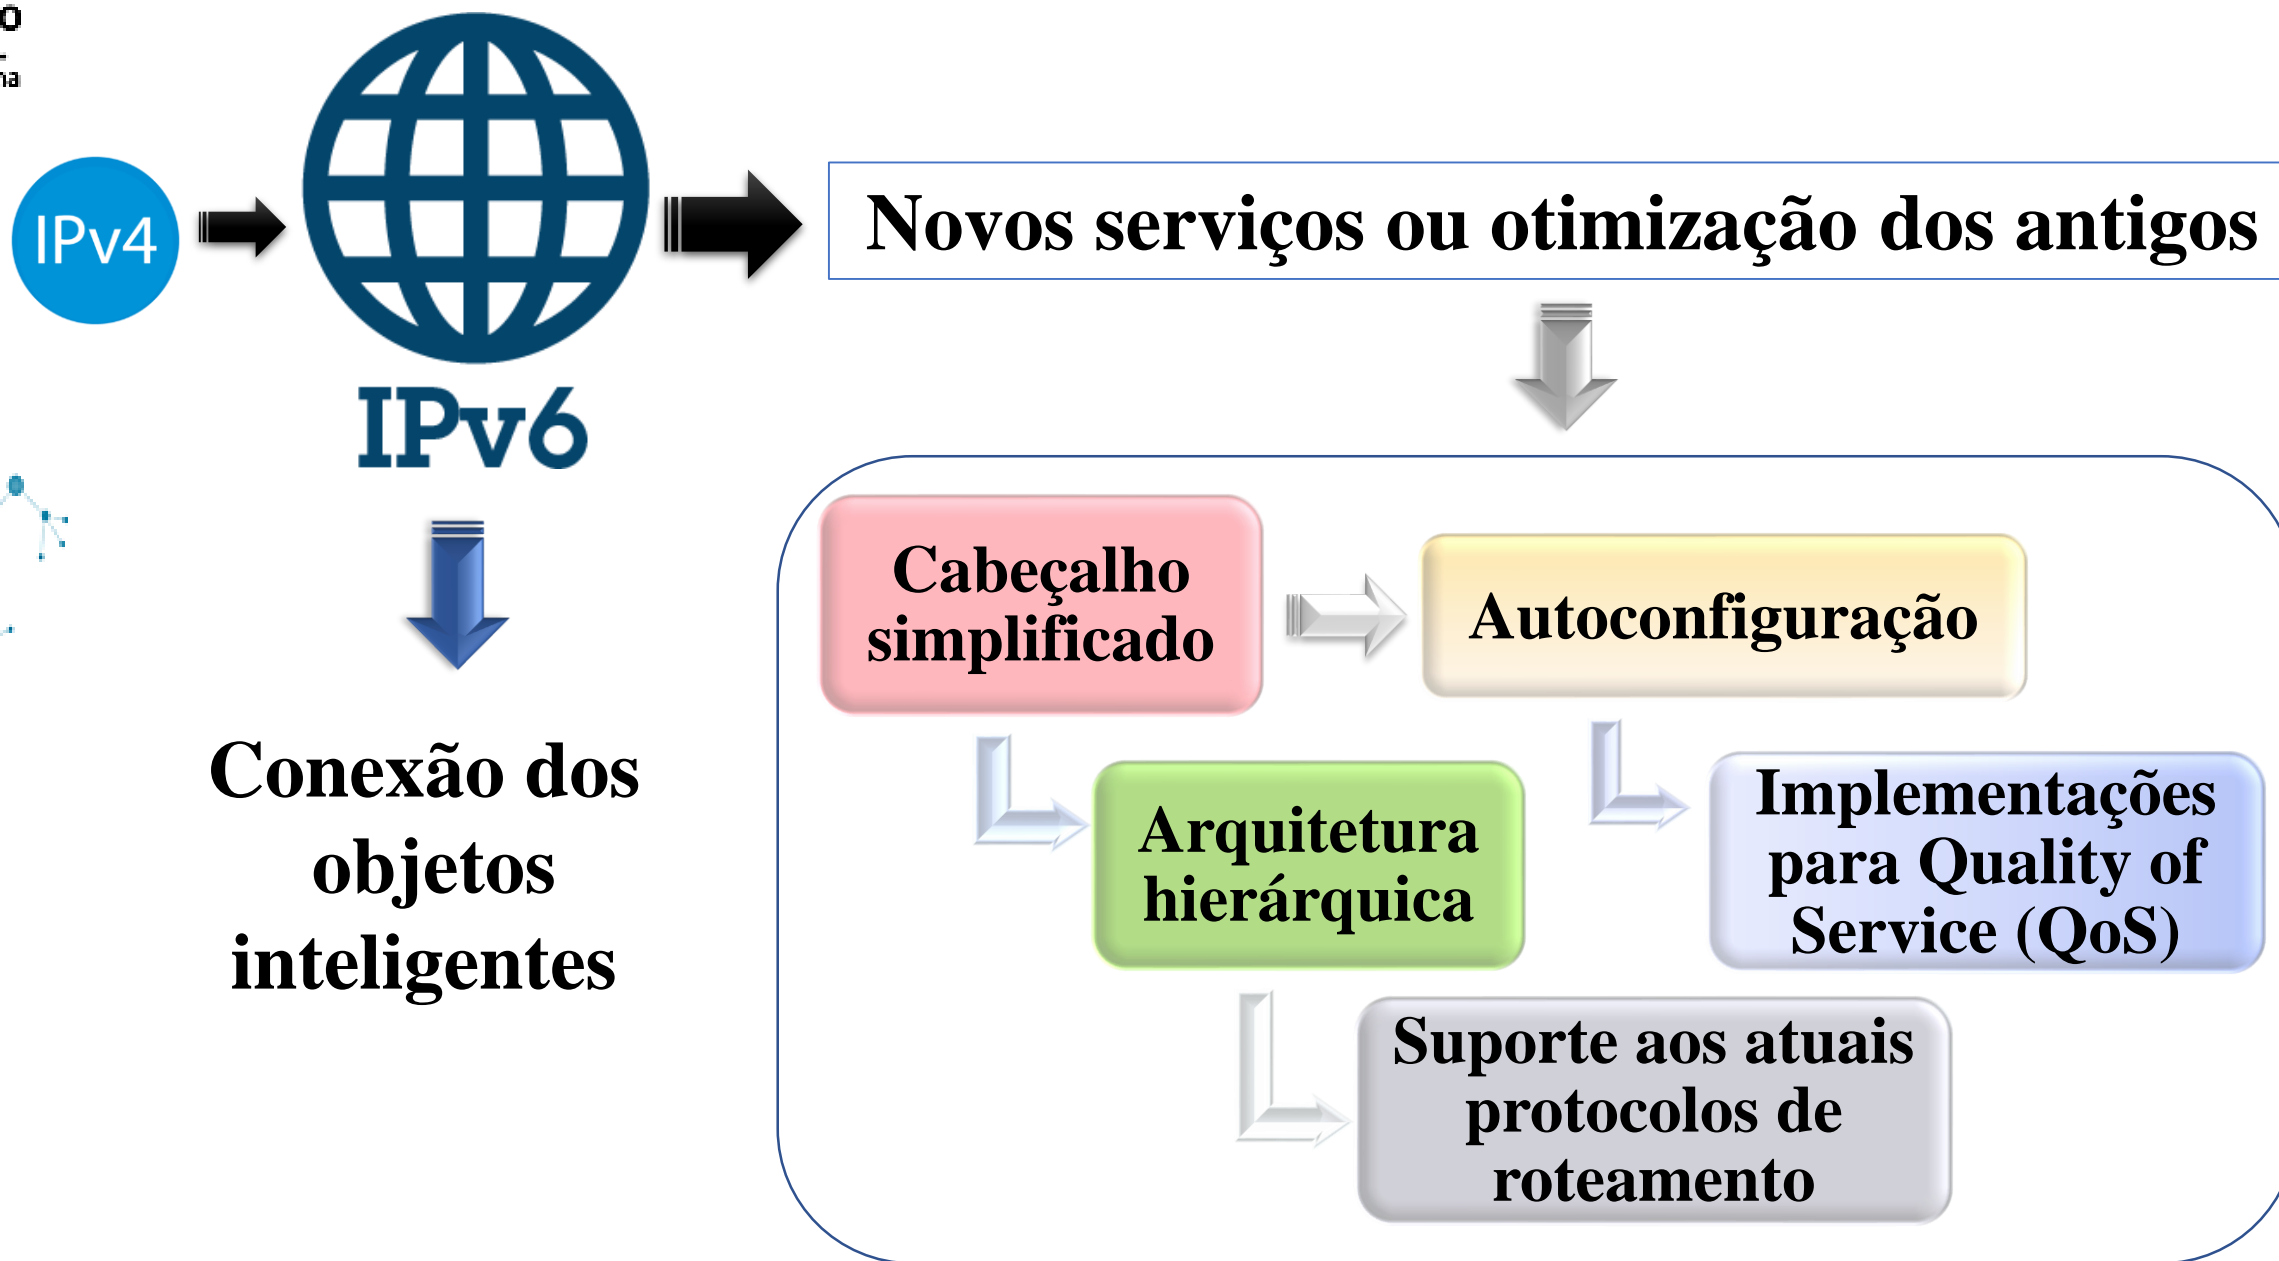 IPv4
IPv6
Novos serviços ou otimização dos antigos
Cabeçalho
simplificado
Autoconfiguração
Conexão dos
objetos
inteligentes
Arquitetura
hierárquica
Implementações
para Quality of
Service (QoS)
Suporte aos atuais
protocolos de
roteamento